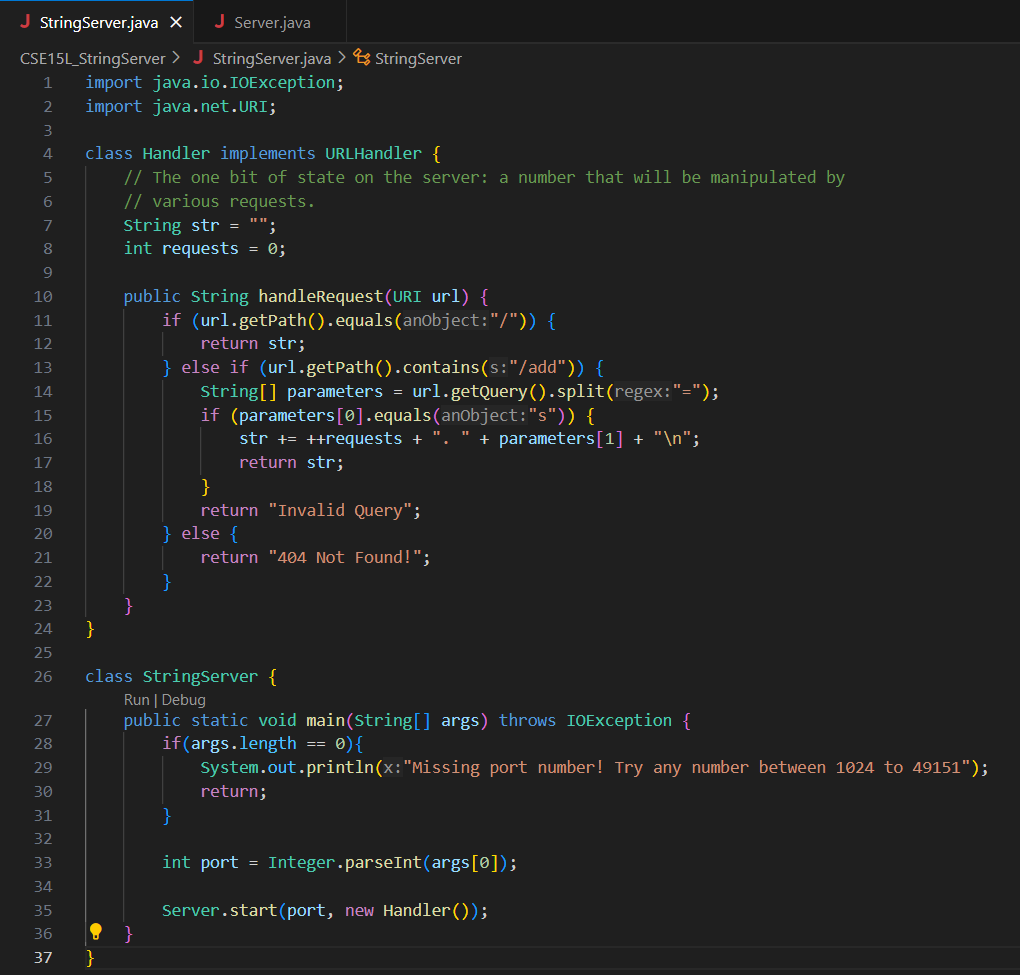 J StringServer.java × J Server.java
CSE15L_StringServer > J StringServer.java > StringServer
1 import java.io.IOException;
2 import java.net.URI;
3
4 class Handler implements URLHandler {
5     // The one bit of state on the server: a number that will be manipulated by
6     // various requests.
7     String str = "";
8     int requests = 0;
9
10     public String handleRequest(URI url) {
11         if (url.getPath().equals(anObject:"/")) {
12             return str;
13         } else if (url.getPath().contains(s:"/add")) {
14             String[] parameters = url.getQuery().split(regex:"=");
15             if (parameters[0].equals(anObject:"s")) {
16                 str += ++requests + ". " + parameters[1] + "\n";
17                 return str;
18             }
19             return "Invalid Query";
20         } else {
21             return "404 Not Found!";
22         }
23     }
24 }
25
26 class StringServer {
Run | Debug
27     public static void main(String[] args) throws IOException {
28         if(args.length == 0){
29             System.out.println(x:"Missing port number! Try any number between 1024 to 49151");
30             return;
31         }
32
33         int port = Integer.parseInt(args[0]);
34
35         Server.start(port, new Handler());
36     }
37 }